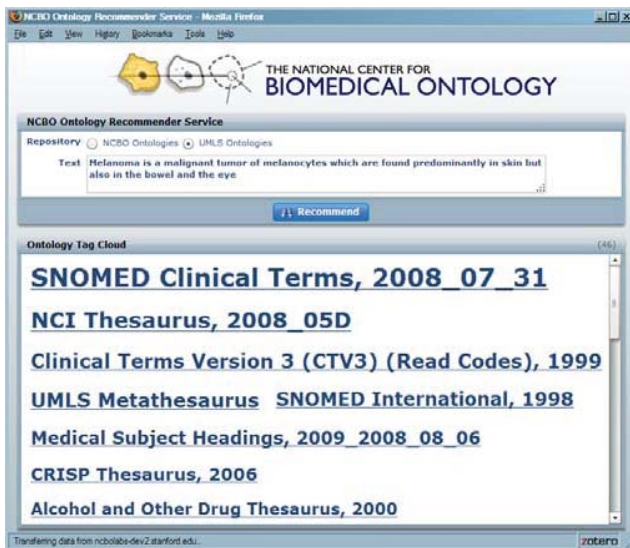 NCBO Ontology Recommender Service - Mozilla Firefox
File Edit View History Bookmarks Tools Help
THE NATIONAL CENTER FOR
BIOMEDICAL ONTOLOGY
NCBO Ontology Recommender Service
Repository NCBO Ontologies UMLS Ontologies
Text Melanoma is a malignant tumor of melanocytes which are found predominantly in skin but
also in the bowel and the eye
Recommend
Ontology Tag Cloud (46)
SNOMED Clinical Terms, 2008_07_31
NCI Thesaurus, 2008_05D
Clinical Terms Version 3 (CTV3) (Read Codes), 1999
UMLS Metathesaurus SNOMED International, 1998
Medical Subject Headings, 2009_2008_08_06
CRISP Thesaurus, 2006
Alcohol and Other Drug Thesaurus, 2000
Transferring data from ncbolabs-dev2.stanford.edu... zotero